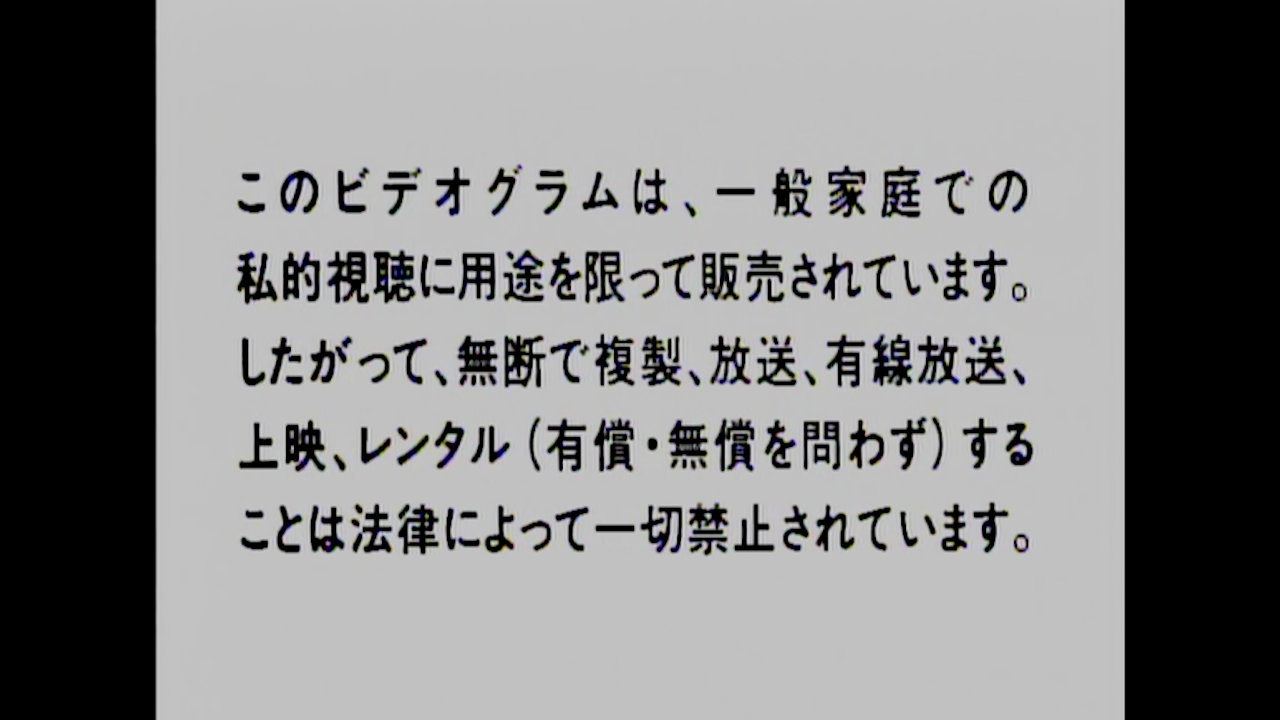 このビデオグラムは、一般家庭での
私的視聴に用途を限って販売されています。
したがって、無断で複製、放送、有線放送、
上映、レンタル（有償・無償を問わず）する
ことは法律によって一切禁止されています。